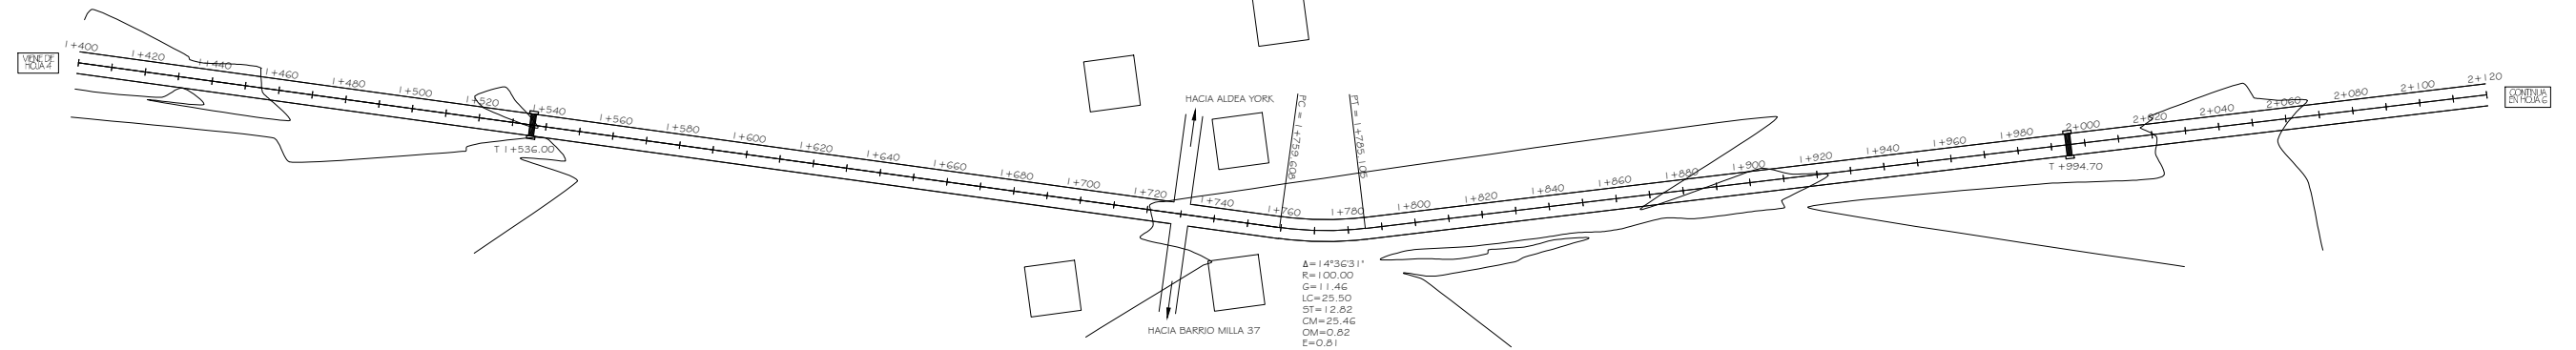 VIENE DE
HOJA 4
1+400
1+420
1+440
1+460
1+480
1+500
1+520
1+540
T 1+536.00
1+560
1+580
1+600
1+620
1+640
1+660
1+680
1+700
1+720
HACIA ALDEA YORK
1+740
1+760
PC = 1+759.608
PT = 1+785.105
1+780
1+800
1+820
1+840
1+860
1+880
1+900
1+920
1+940
1+960
1+980
2+000
T +994.70
2+020
2+040
2+060
2+080
2+100
2+120
CONTINUA
EN HOJA 6
HACIA BARRIO MILLA 37
Δ=14°36'31"
R=100.00
G=11.46
LC=25.50
ST=12.82
CM=25.46
OM=0.82
E=0.81